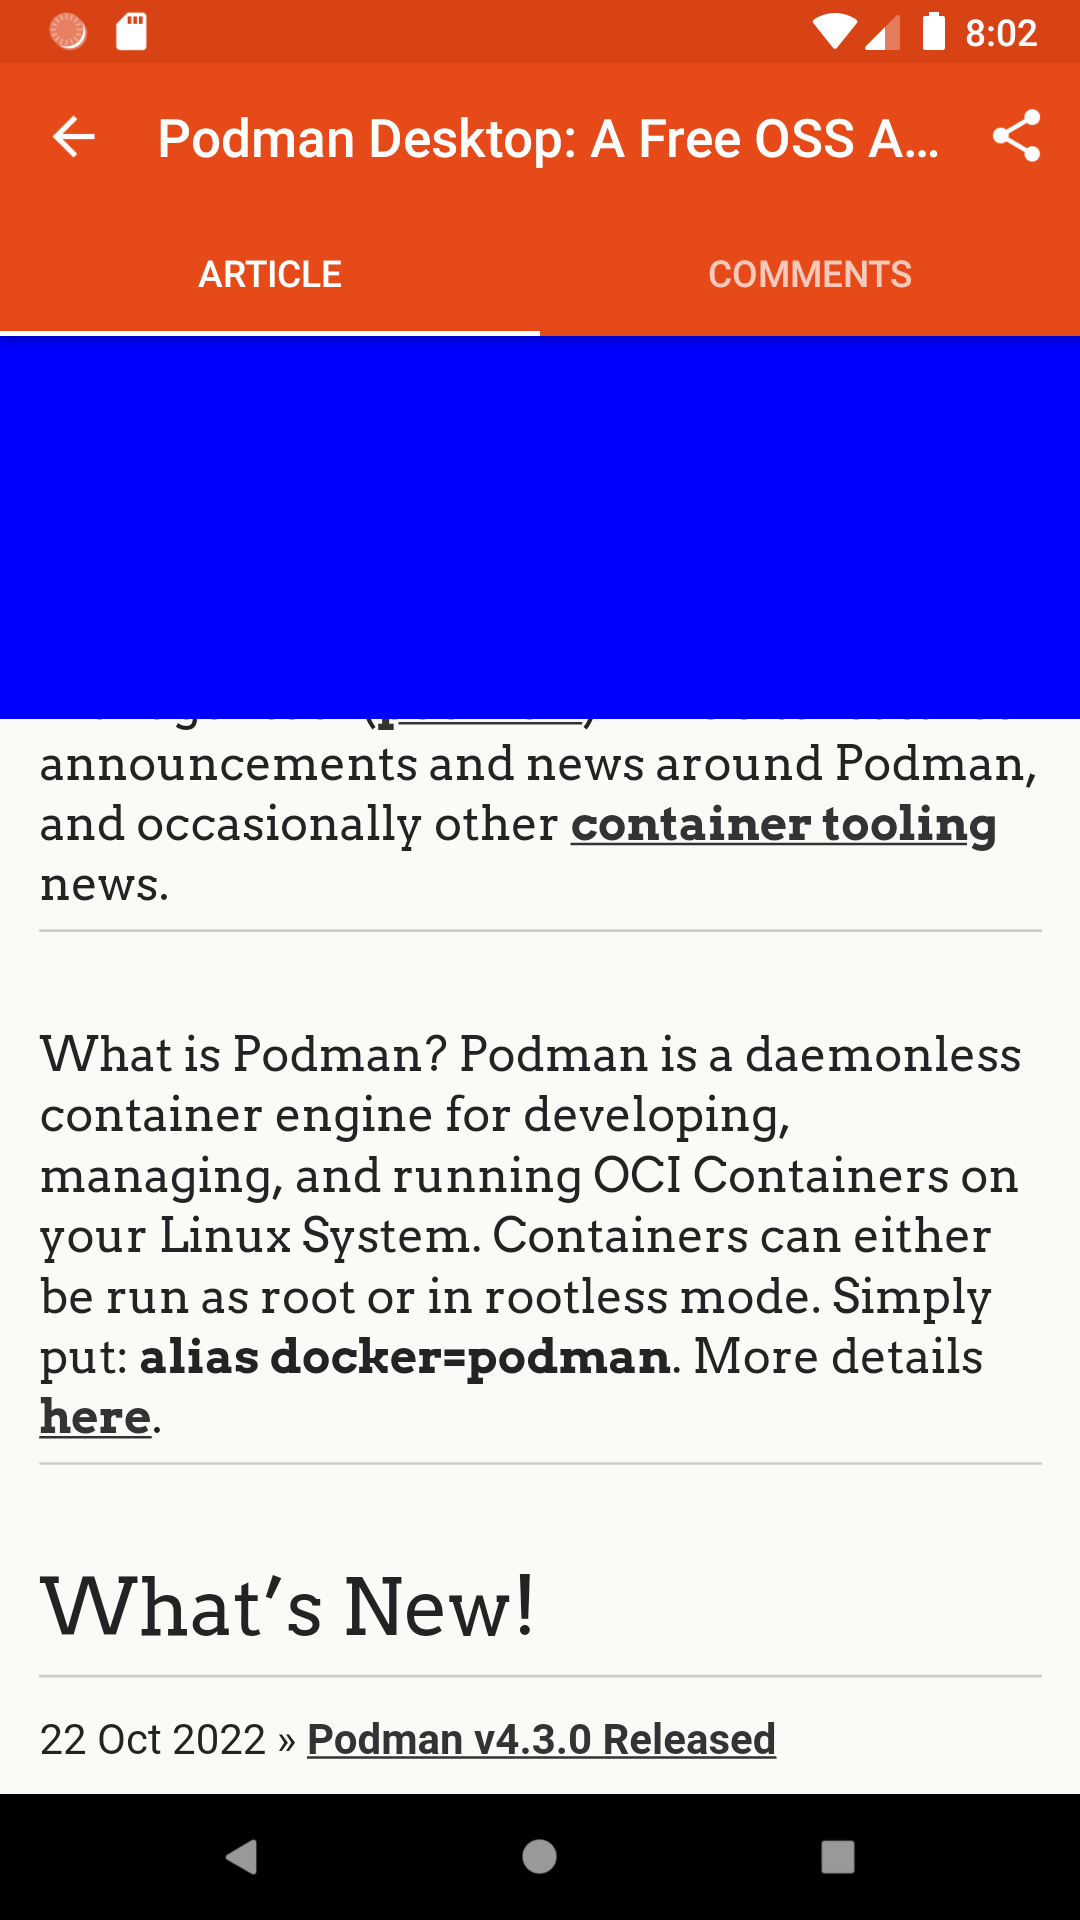 8:02
Podman Desktop: A Free OSS A...
ARTICLE
COMMENTS
announcements and news around Podman,
and occasionally other container tooling
news.
What is Podman? Podman is a daemonless
container engine for developing,
managing, and running OCI Containers on
your Linux System. Containers can either
be run as root or in rootless mode. Simply
put: alias docker=podman. More details
here.
What’s New!
22 Oct 2022 » Podman v4.3.0 Released